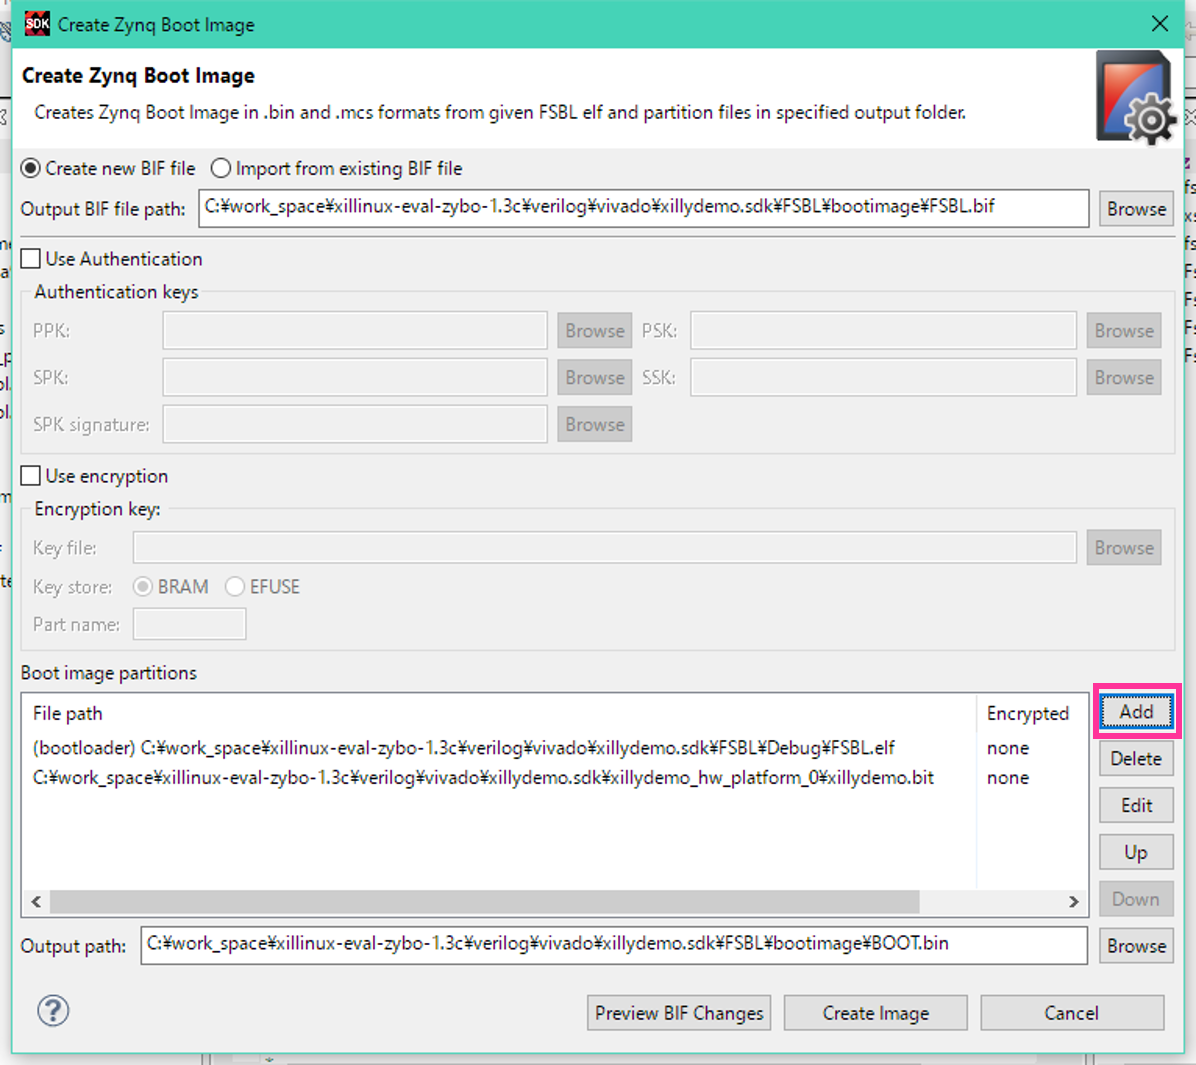 SDK Create Zynq Boot Image
Create Zynq Boot Image
Creates Zynq Boot Image in .bin and .mcs formats from given FSBL elf and partition files in specified output folder.
Create new BIF file Import from existing BIF file
Output BIF file path: C:¥work_space¥xillinux-eval-zybo-1.3c¥verilog¥vivado¥xillydemo.sdk¥FSBL¥bootimage¥FSBL.bif Browse
Use Authentication
Authentication keys
PPK: Browse PSK: Browse
SPK: Browse SSK: Browse
SPK signature: Browse
Use encryption
Encryption key:
Key file: Browse
Key store: BRAM EFUSE
Part name:
Boot image partitions
File path Encrypted Add
(bootloader) C:¥work_space¥xillinux-eval-zybo-1.3c¥verilog¥vivado¥xillydemo.sdk¥FSBL¥Debug¥FSBL.elf none
Delete
C:¥work_space¥xillinux-eval-zybo-1.3c¥verilog¥vivado¥xillydemo.sdk¥xillydemo_hw_platform_0¥xillydemo.bit none
Edit
Up
Down
Output path: C:¥work_space¥xillinux-eval-zybo-1.3c¥verilog¥vivado¥xillydemo.sdk¥FSBL¥bootimage¥BOOT.bin Browse
? Preview BIF Changes Create Image Cancel